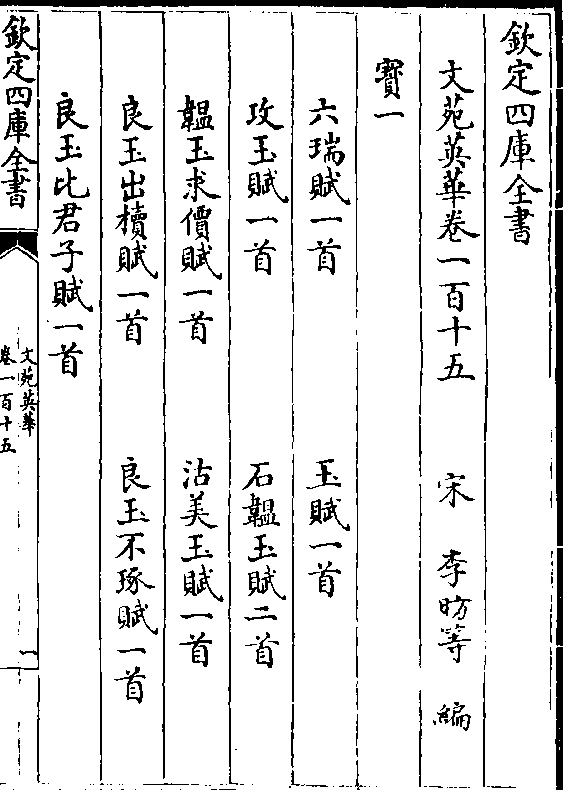 欽定四庫全書
文苑英華卷一百十五　宋　李昉等　編
寳一
六瑞賦一首　玉賦一首
攻玉賦一首　石韞玉賦二首
韞玉求價賦一首　沽美玉賦一首
良玉出櫝賦一首　良玉不琢賦一首
良玉比君子賦一首
欽定四庫全書
文苑英華
卷一百十五
一